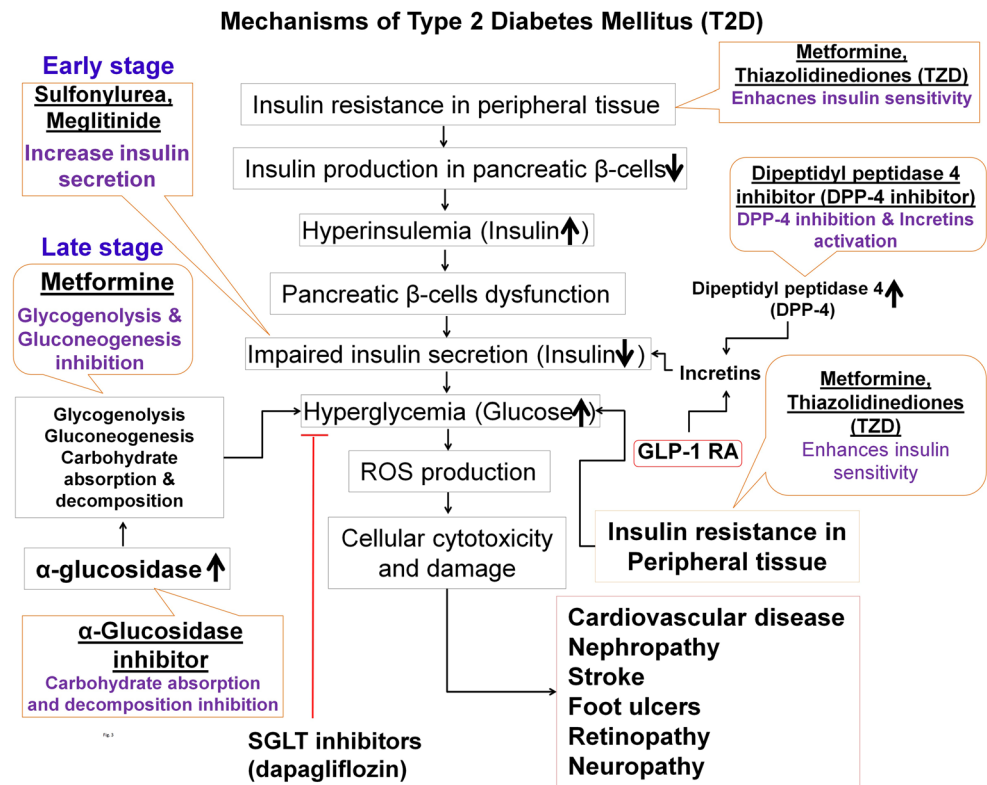 Mechanisms of Type 2 Diabetes Mellitus (T2D)
Early stage
Sulfonylurea,
Meglitinide
Increase insulin
secretion
Late stage
Metformine
Glycogenolysis &
Gluconeogenesis
inhibition
Glycogenolysis
Gluconeogenesis
Carbohydrate
absorption &
decomposition
α-glucosidase
α-Glucosidase
inhibitor
Carbohydrate absorption
and decomposition inhibition
Fig. 3
Insulin resistance in peripheral tissue
Insulin production in pancreatic β-cells
Hyperinsulemia (Insulin )
Pancreatic β-cells dysfunction
Impaired insulin secretion (Insulin )
Hyperglycemia (Glucose )
ROS production
Cellular cytotoxicity
and damage
SGLT inhibitors
(dapagliflozin)
Metformine,
Thiazolidinediones (TZD)
Enhacnes insulin sensitivity
Dipeptidyl peptidase 4
inhibitor (DPP-4 inhibitor)
DPP-4 inhibition & Incretins
activation
Dipeptidyl peptidase 4
(DPP-4)
Incretins
GLP-1 RA
Metformine,
Thiazolidinediones
(TZD)
Enhances insulin
sensitivity
Insulin resistance in
Peripheral tissue
Cardiovascular disease
Nephropathy
Stroke
Foot ulcers
Retinopathy
Neuropathy